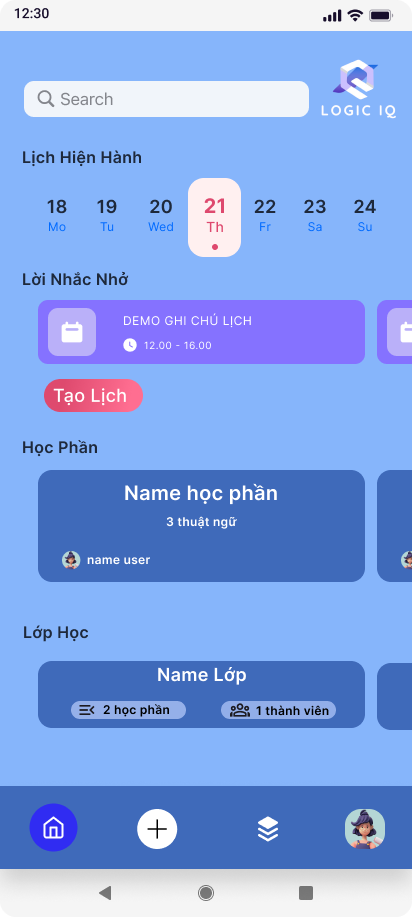 12:30
Search
LOGIC IQ
Lịch Hiện Hành
18 19 20 21 22 23 24
Mo Tu Wed Th Fr Sa Su
Lời Nhắc Nhở
DEMO GHI CHÚ LỊCH
12.00 - 16.00
Tạo Lịch
Học Phần
Name học phần
3 thuật ngữ
name user
Lớp Học
Name Lớp
2 học phần 1 thành viên